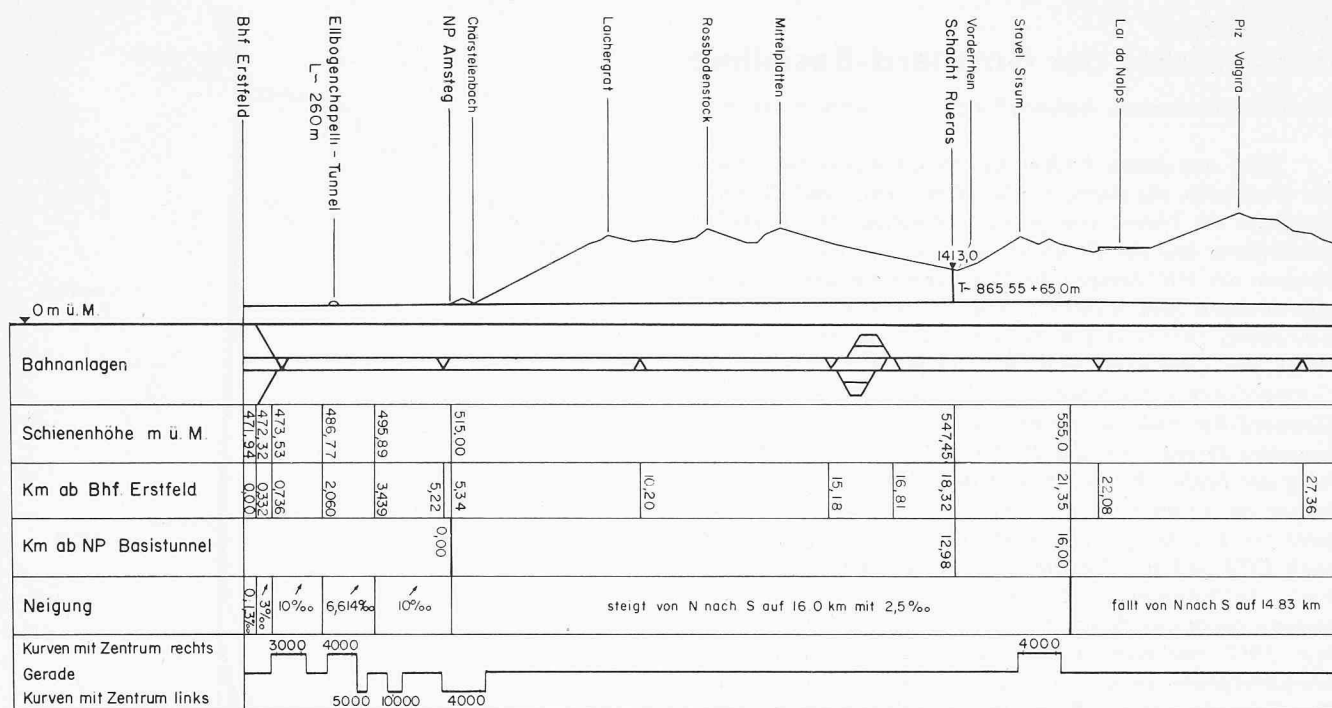 Bhf Erstfeld
Ellbogenchäpelli - Tunnel
L~ 260m
NP Amsteg
Chärstelenbach
Laichergrat
Rossbodenstock
Mittelplatten
Schacht Rueras
Vorderrhein
Stavel Sisum
Lai da Nalps
Piz Valgira
1413,0
T~ 865 55 +65.0m
0 m ü. M.
Bahnanlagen
Schienenhöhe m ü. M.
471,94
472,32
473,53
486,77
495,89
515,00
547,45
555,0
Km ab Bhf. Erstfeld
0,00
0,332
0,736
2,060
3,439
5,22
5,34
10,20
15,18
16,81
18,32
21,35
22,08
27,36
Km ab NP Basistunnel
0,00
12,98
16,00
Neigung
0,13‰
3‰
10‰
6,614‰
10‰
steigt von N nach S auf 16 0 km mit 2,5‰
fällt von N nach S auf 14.83 km
Kurven mit Zentrum rechts
3000
4000
4000
Gerade
Kurven mit Zentrum links
5000
10000
4000